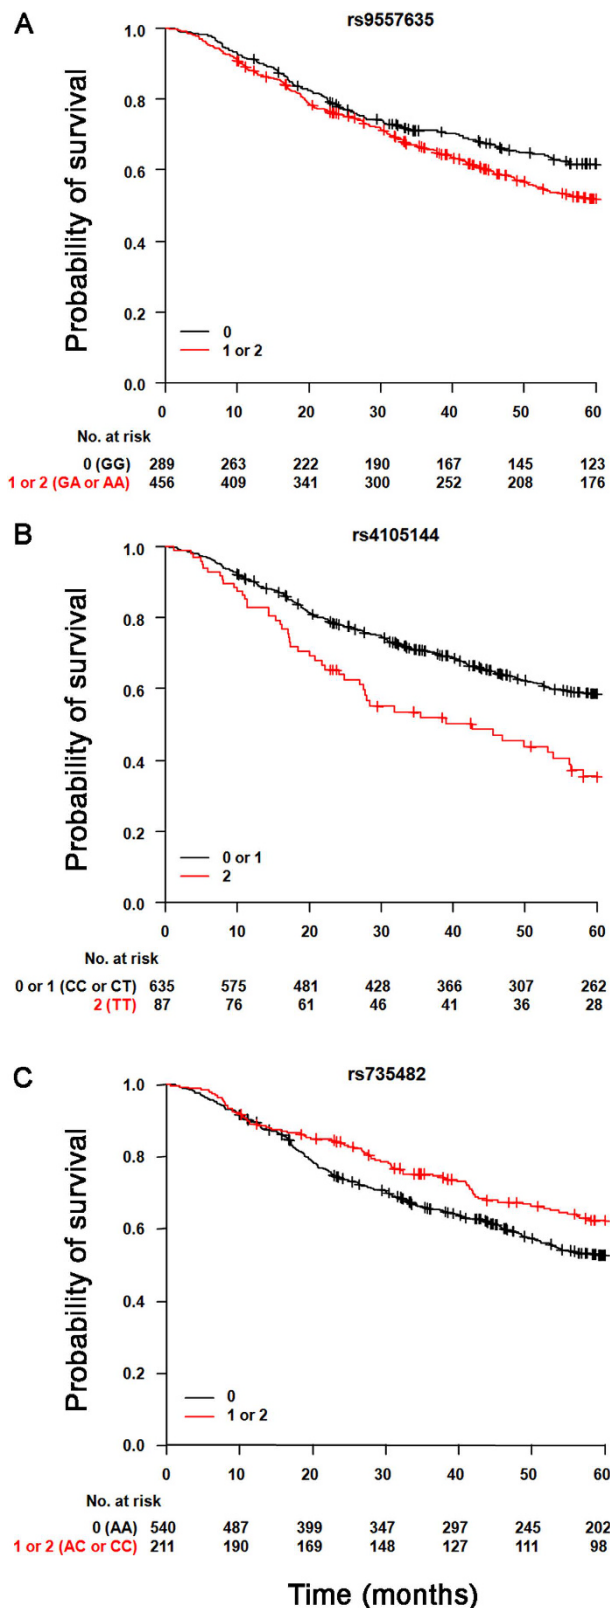 A
rs9557635
Probability of survival
1.0
0.8
0.6
0.4
0.2
0.0
0
1 or 2
0 10 20 30 40 50 60
No. at risk
0 (GG) 289 263 222 190 167 145 123
1 or 2 (GA or AA) 456 409 341 300 252 208 176
B
rs4105144
Probability of survival
1.0
0.8
0.6
0.4
0.2
0.0
0 or 1
2
0 10 20 30 40 50 60
No. at risk
0 or 1 (CC or CT) 635 575 481 428 366 307 262
2 (TT) 87 76 61 46 41 36 28
C
rs735482
Probability of survival
1.0
0.8
0.6
0.4
0.2
0.0
0
1 or 2
0 10 20 30 40 50 60
No. at risk
0 (AA) 540 487 399 347 297 245 202
1 or 2 (AC or CC) 211 190 169 148 127 111 98
Time (months)